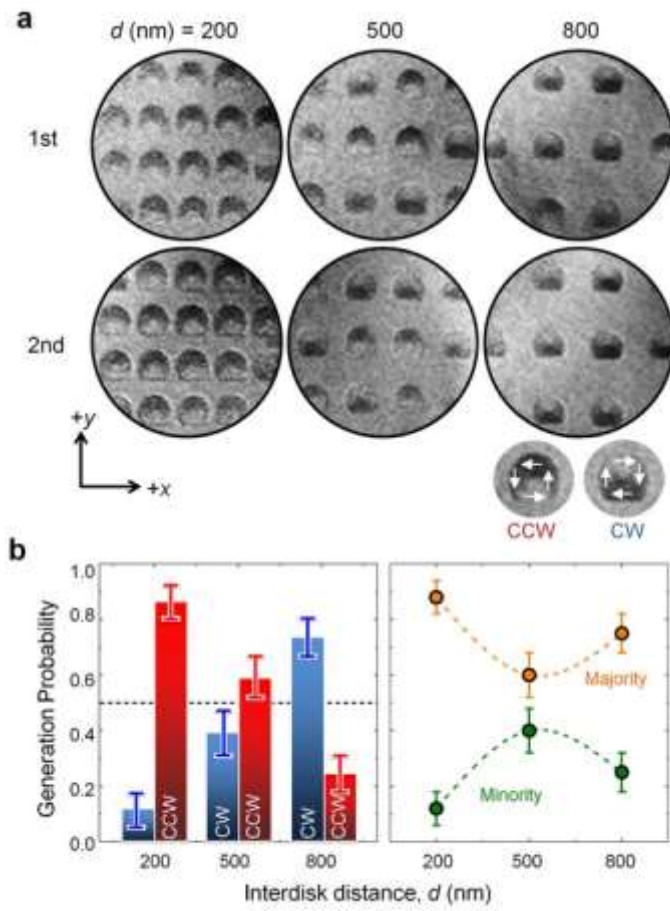 a
d (nm) = 200 500 800
1st
2nd
+y
+x
CCW CW
b
Generation Probability
1.0
0.8
0.6
0.4
0.2
0.0
CW CCW CW CCW CW CCW
200 500 800
Majority
Minority
200 500 800
Interdisk distance, d (nm)